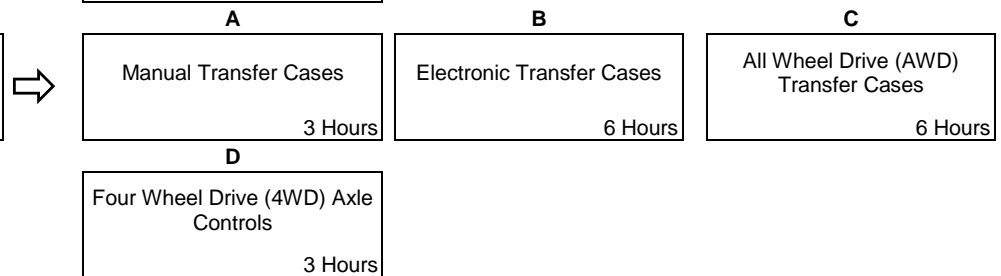 A
Manual Transfer Cases
3 Hours
B
Electronic Transfer Cases
6 Hours
C
All Wheel Drive (AWD)
Transfer Cases
6 Hours
D
Four Wheel Drive (4WD) Axle
Controls
3 Hours